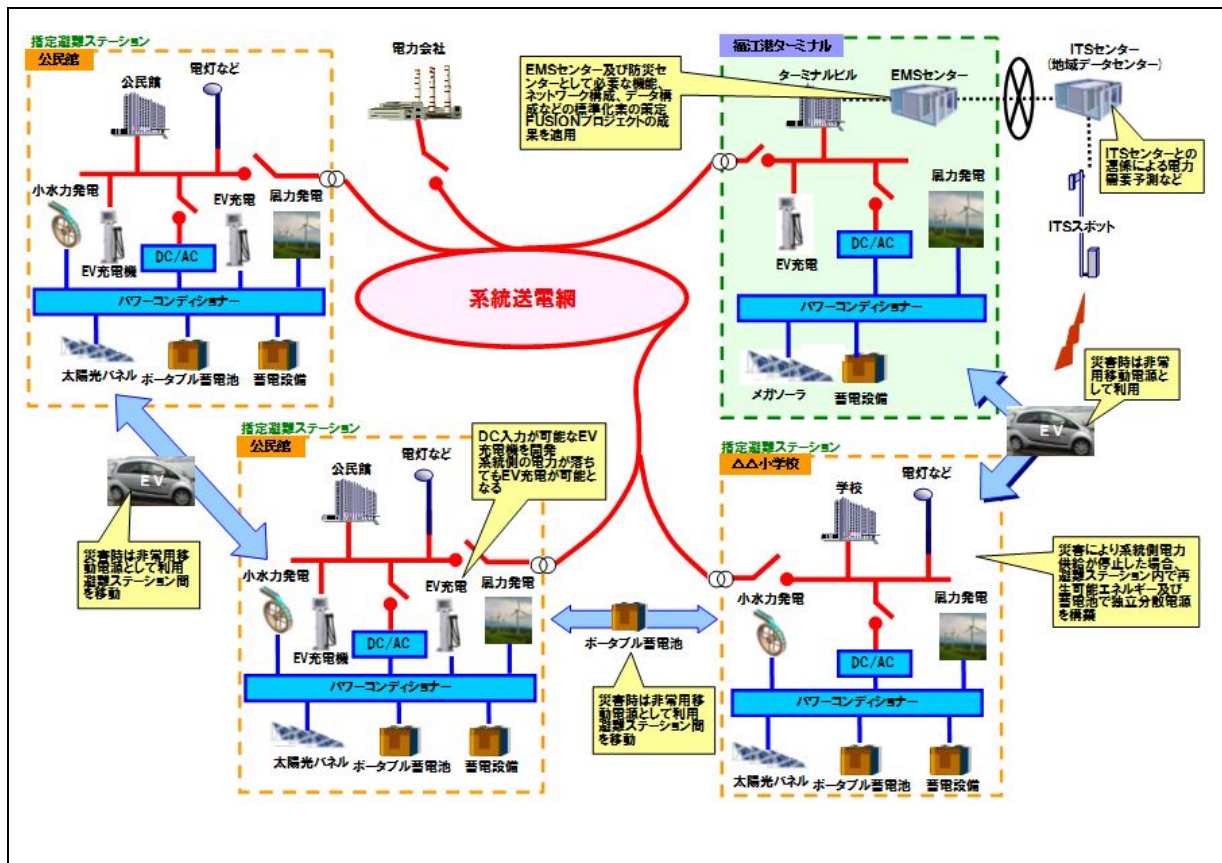 指定避難ステーション
公民館
公民館
電灯など
小水力発電
EV充電機
DC/AC
EV充電
風力発電
パワーコンディショナー
太陽光パネル
ポータブル蓄電池
蓄電設備
電力会社
系統送電網
福江港ターミナル
ターミナルビル
EMSセンター
EMSセンター及び防災セ
ンターとして必要な機能、
ネットワーク構成、データ構
成などの標準化業の策定
FUSIONプロジェクトの成
果を適用
EV充電
DC/AC
風力発電
パワーコンディショナー
メガソーラ
蓄電設備
ITSセンター
(地域データセンター)
ITSセンターとの
連係による電力
需要予測など
ITSスポット
災害時は非常
用移動電源と
して利用
EV
EV
災害時は非常用移
動電源として利用
避難ステーション間
を移動
指定避難ステーション
公民館
公民館
電灯など
DC入力が可能なEV
充電機を開発
系統側の電力が落ち
てもEV充電が可能と
なる
小水力発電
EV充電機
DC/AC
EV充電
風力発電
パワーコンディショナー
太陽光パネル
ポータブル蓄電池
蓄電設備
ポータブル蓄電池
災害時は非常用移
動電源として利用
避難ステーション間
を移動
指定避難ステーション
△△小学校
学校
電灯など
小水力発電
DC/AC
風力発電
パワーコンディショナー
太陽光パネル
ポータブル蓄電池
蓄電設備
災害により系統側電力
供給が停止した場合、
避難ステーション内で再
生可能エネルギー及び
蓄電池で独立分散電源
を構築